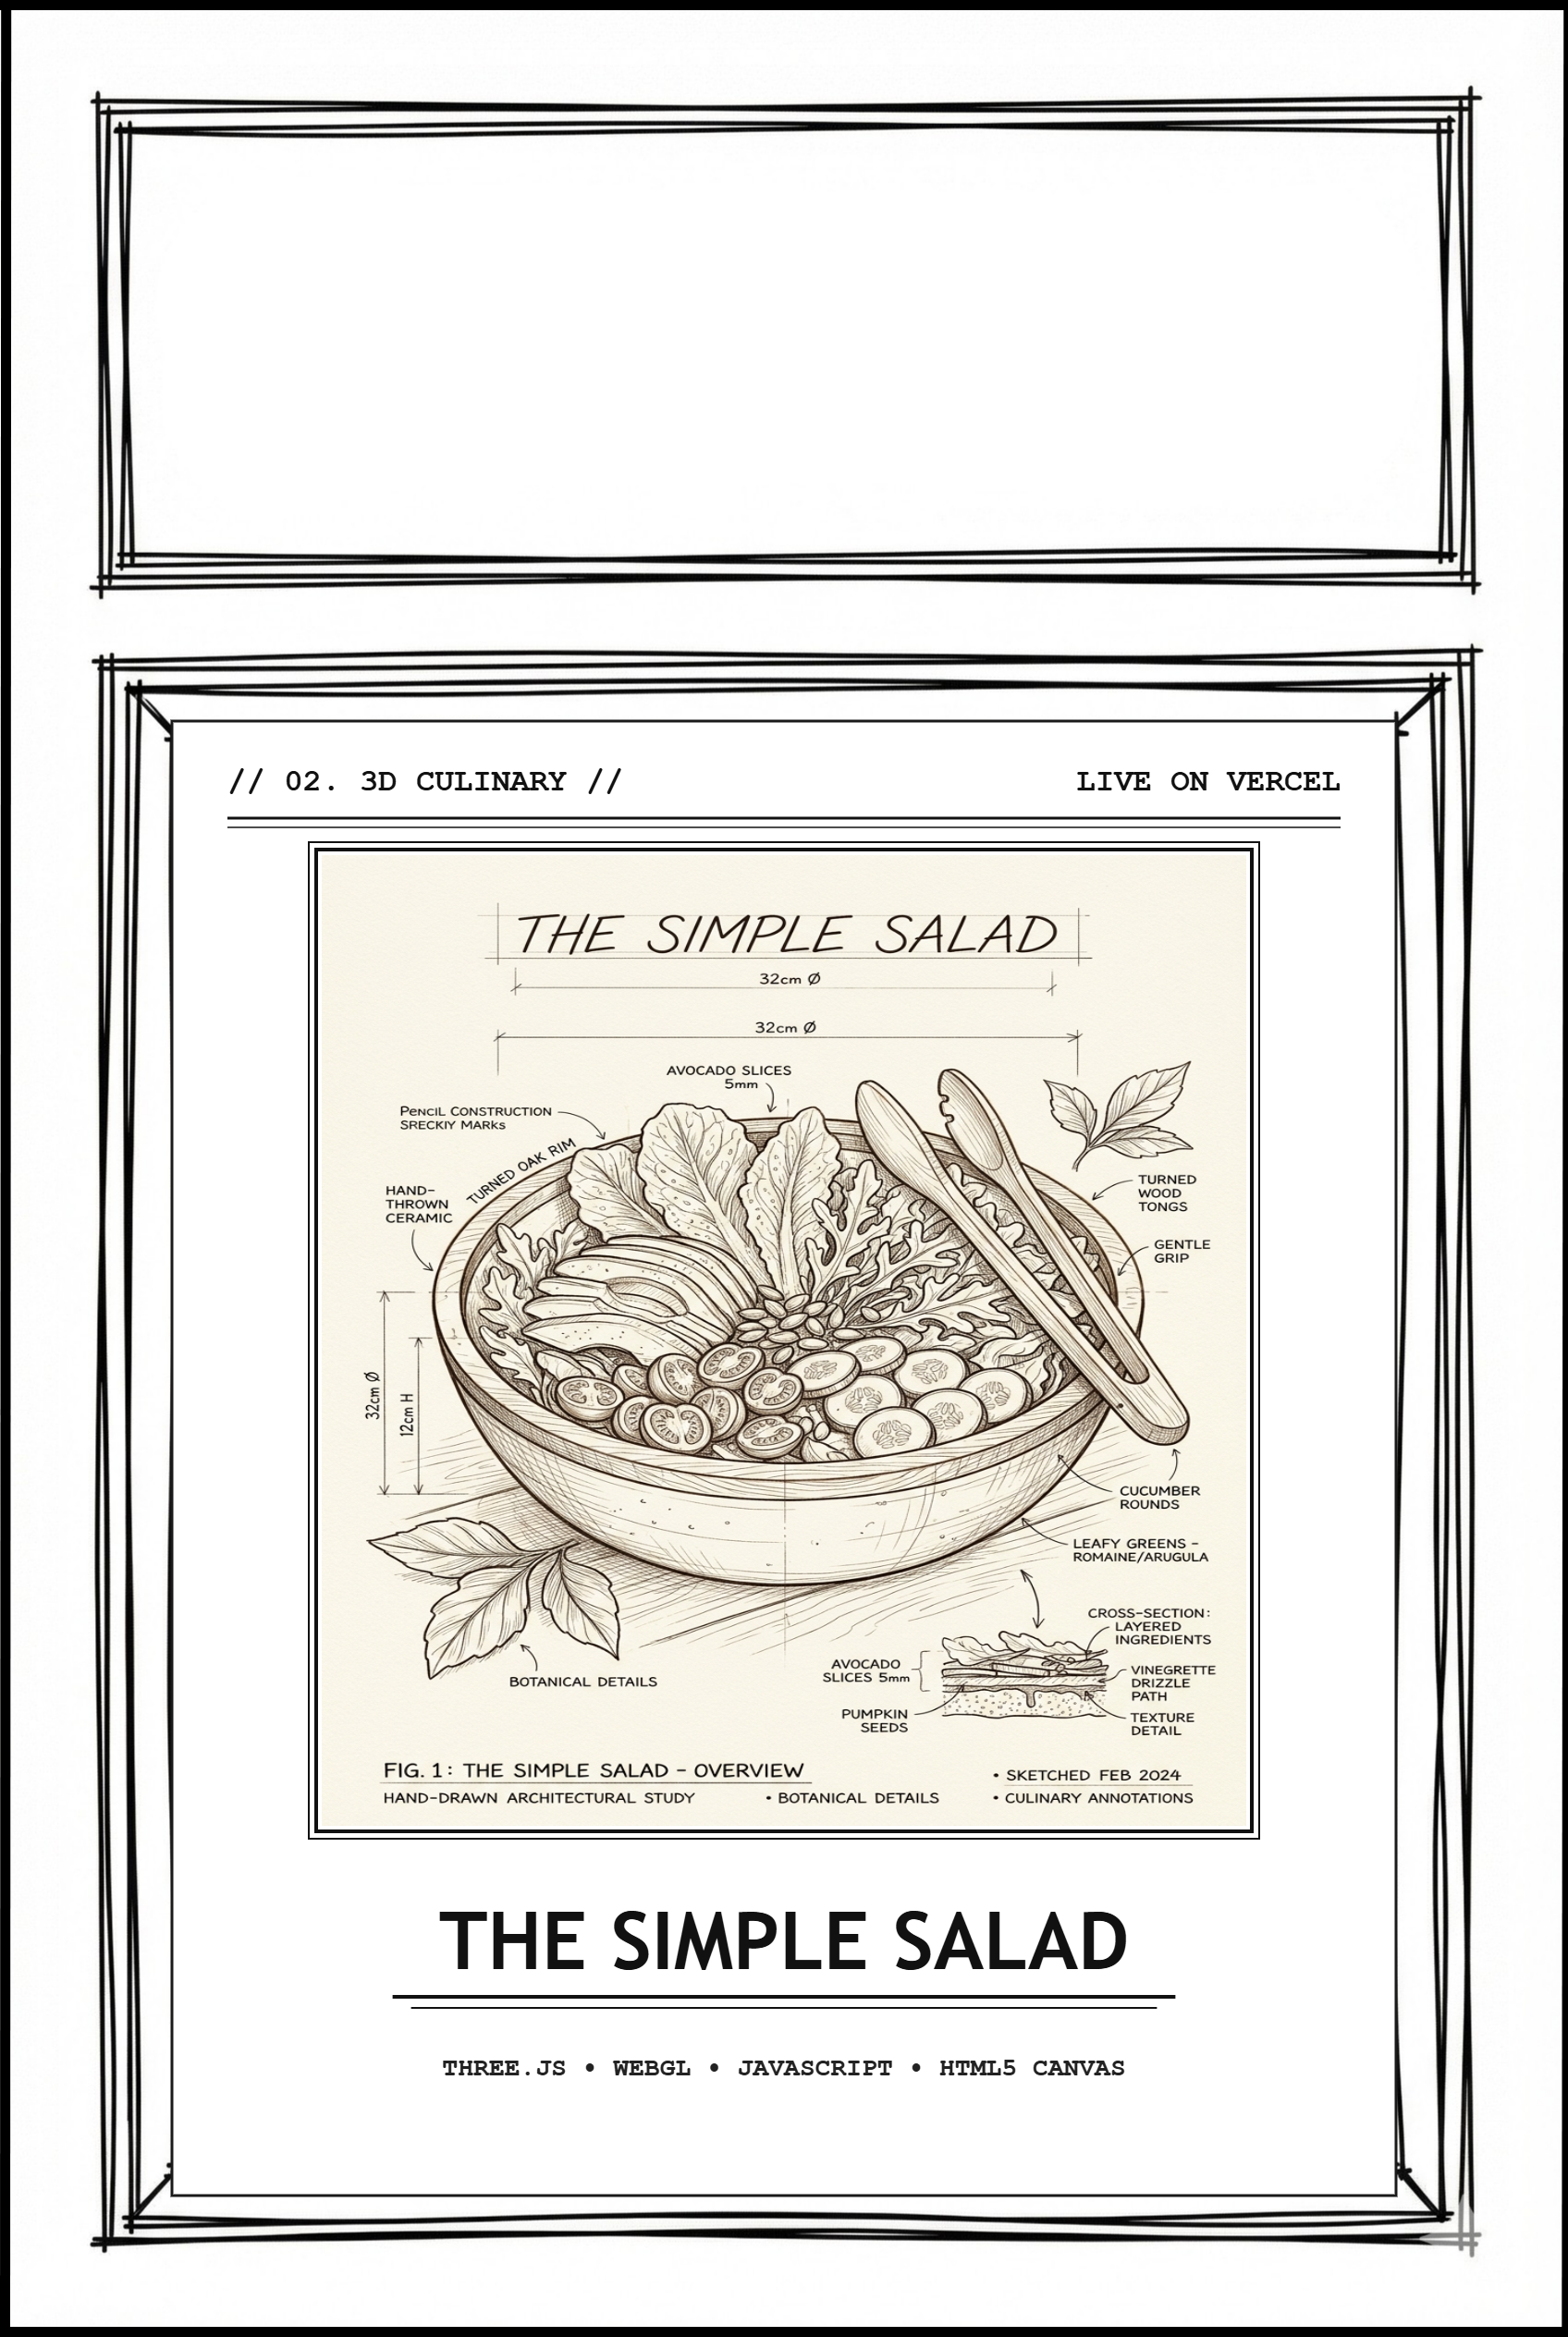 // 02. 3D CULINARY //
LIVE ON VERCEL
THE SIMPLE SALAD
32cm Ø
32cm Ø
AVOCADO SLICES
5mm
PENCIL CONSTRUCTION
SRECKIY MARKs
TURNED OAK RIM
HAND-
THROWN
CERAMIC
TURNED
WOOD
TONGS
GENTLE
GRIP
32cm Ø
12cm H
CUCUMBER
ROUNDS
LEAFY GREENS -
ROMAINE/ARUGULA
CROSS-SECTION:
LAYERED
INGREDIENTS
AVOCADO
SLICES 5mm
VINEGRETTE
DRIZZLE
PATH
PUMPKIN
SEEDS
TEXTURE
DETAIL
BOTANICAL DETAILS
FIG. 1: THE SIMPLE SALAD - OVERVIEW
• SKETCHED FEB 2024
HAND-DRAWN ARCHITECTURAL STUDY
• BOTANICAL DETAILS
• CULINARY ANNOTATIONS
THE SIMPLE SALAD
THREE.JS • WEBGL • JAVASCRIPT • HTML5 CANVAS